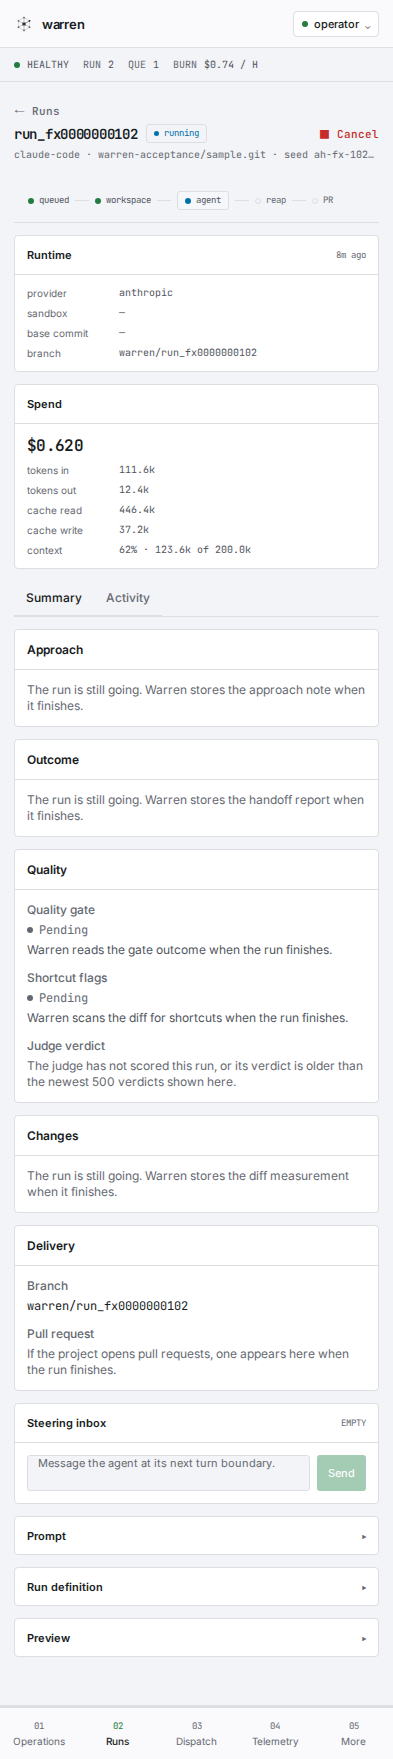 warren
operator
HEALTHY RUN 2 QUE 1 BURN $0.74 / H
← Runs
run_fx0000000102 running Cancel
claude-code · warren-acceptance/sample.git · seed ah-fx-102…
queued workspace agent reap PR
Runtime 8m ago
provider anthropic
sandbox —
base commit —
branch warren/run_fx0000000102
Spend
$0.620
tokens in 111.6k
tokens out 12.4k
cache read 446.4k
cache write 37.2k
context 62% · 123.6k of 200.0k
Summary Activity
Approach
The run is still going. Warren stores the approach note when
it finishes.
Outcome
The run is still going. Warren stores the handoff report when
it finishes.
Quality
Quality gate
Pending
Warren reads the gate outcome when the run finishes.
Shortcut flags
Pending
Warren scans the diff for shortcuts when the run finishes.
Judge verdict
The judge has not scored this run, or its verdict is older than
the newest 500 verdicts shown here.
Changes
The run is still going. Warren stores the diff measurement
when it finishes.
Delivery
Branch
warren/run_fx0000000102
Pull request
If the project opens pull requests, one appears here when
the run finishes.
Steering inbox EMPTY
Message the agent at its next turn boundary.
Send
Prompt
Run definition
Preview
01 02 03 04 05
Operations Runs Dispatch Telemetry More